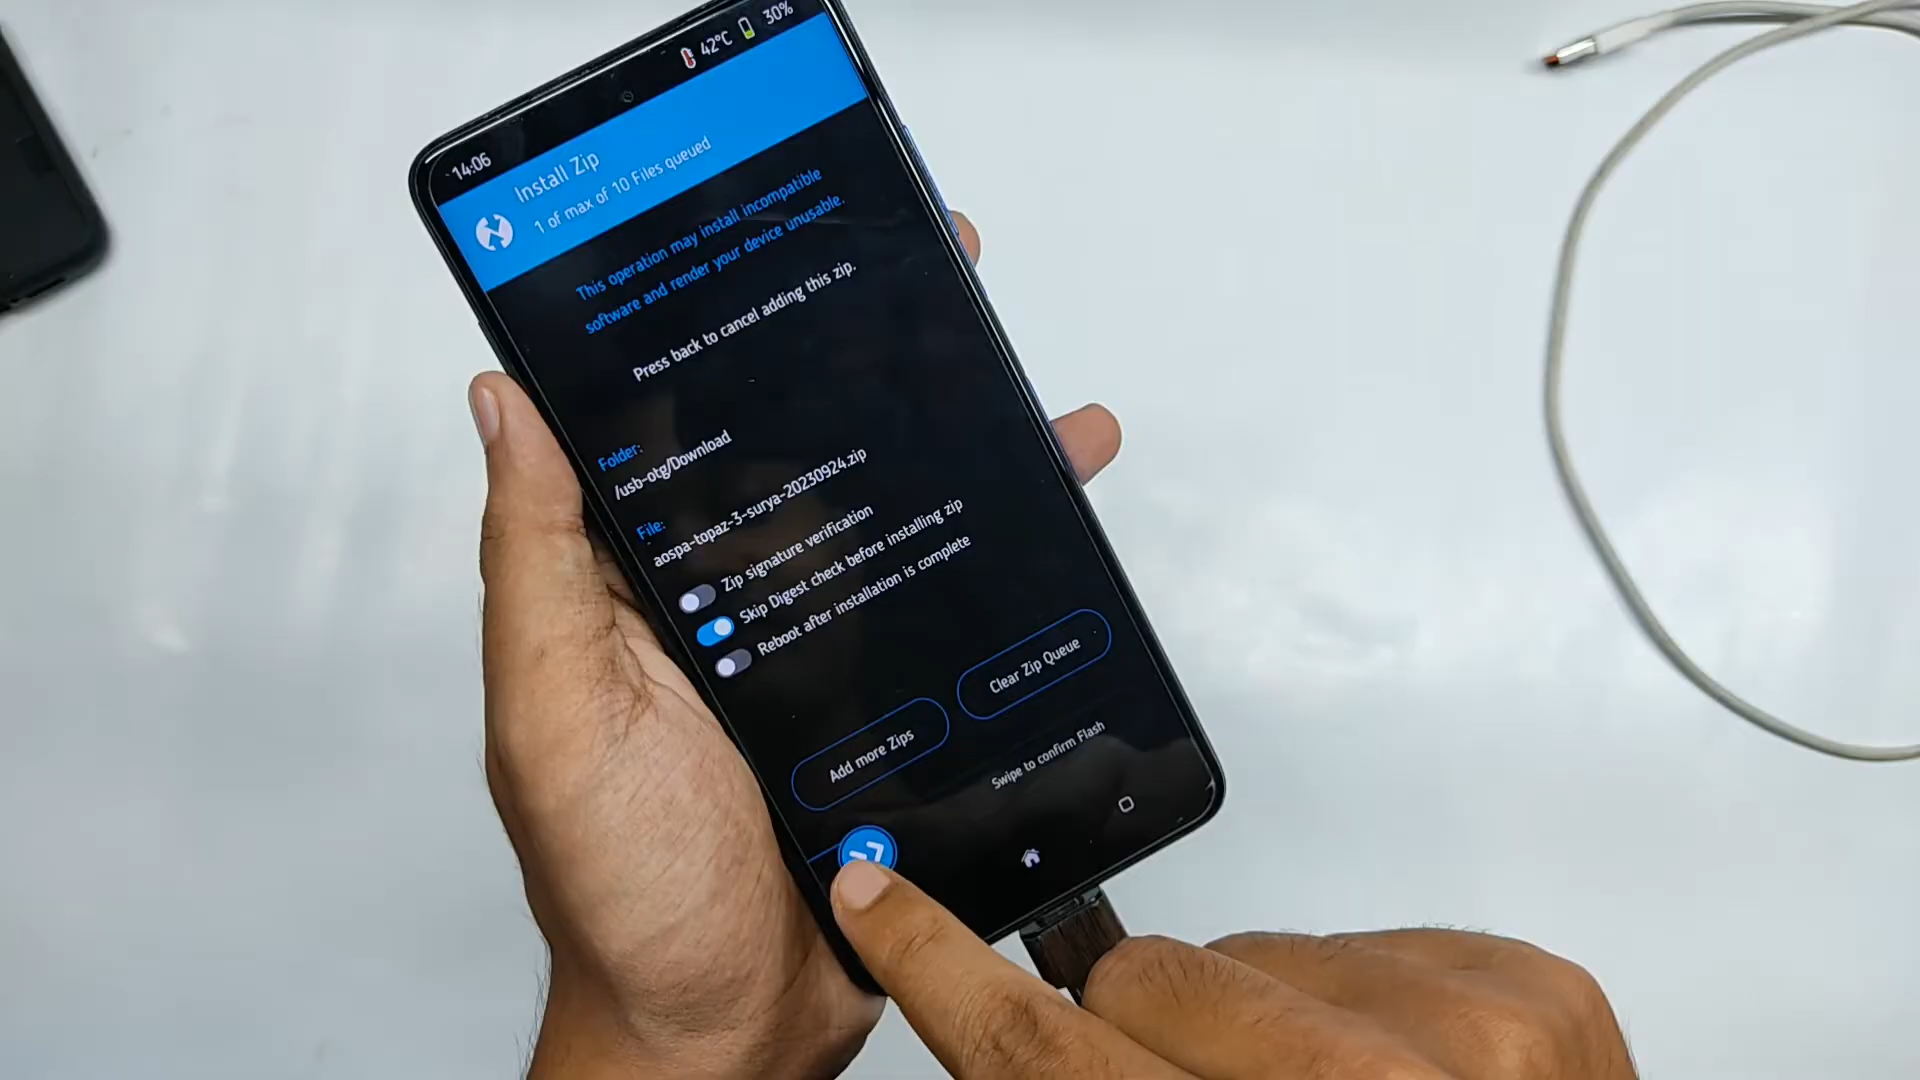 42°C 30%
14:06
Install Zip
1 of max of 10 Files queued
This operation may install incompatible
software and render your device unusable.
Press back to cancel adding this zip.
Folder:
/usb-otg/Download
File:
aospa-topaz-3-surya-20230924.zip
Zip signature verification
Skip Digest check before installing zip
Reboot after installation is complete
Add more Zips
Clear Zip Queue
Swipe to confirm Flash